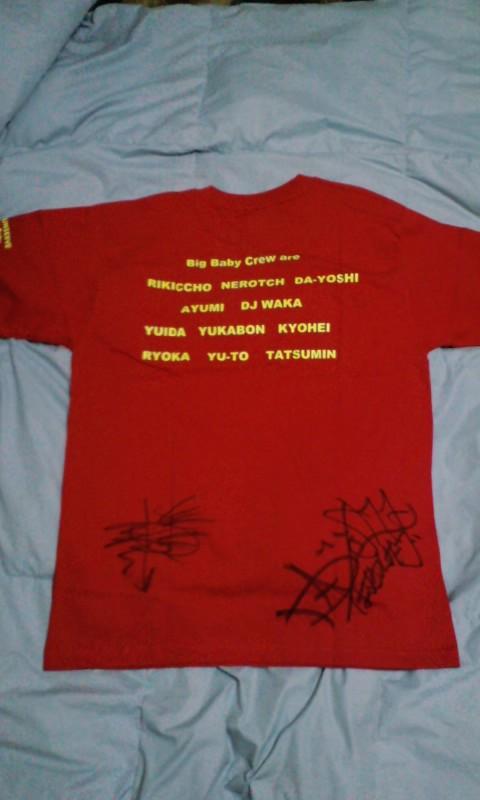 Big Baby Crew are
RIKICCHO NEROTCH DA-YOSHI
AYUMI DJ WAKA
YUIDA YUKABON KYOHEI
RYOKA YU-TO TATSUMIN